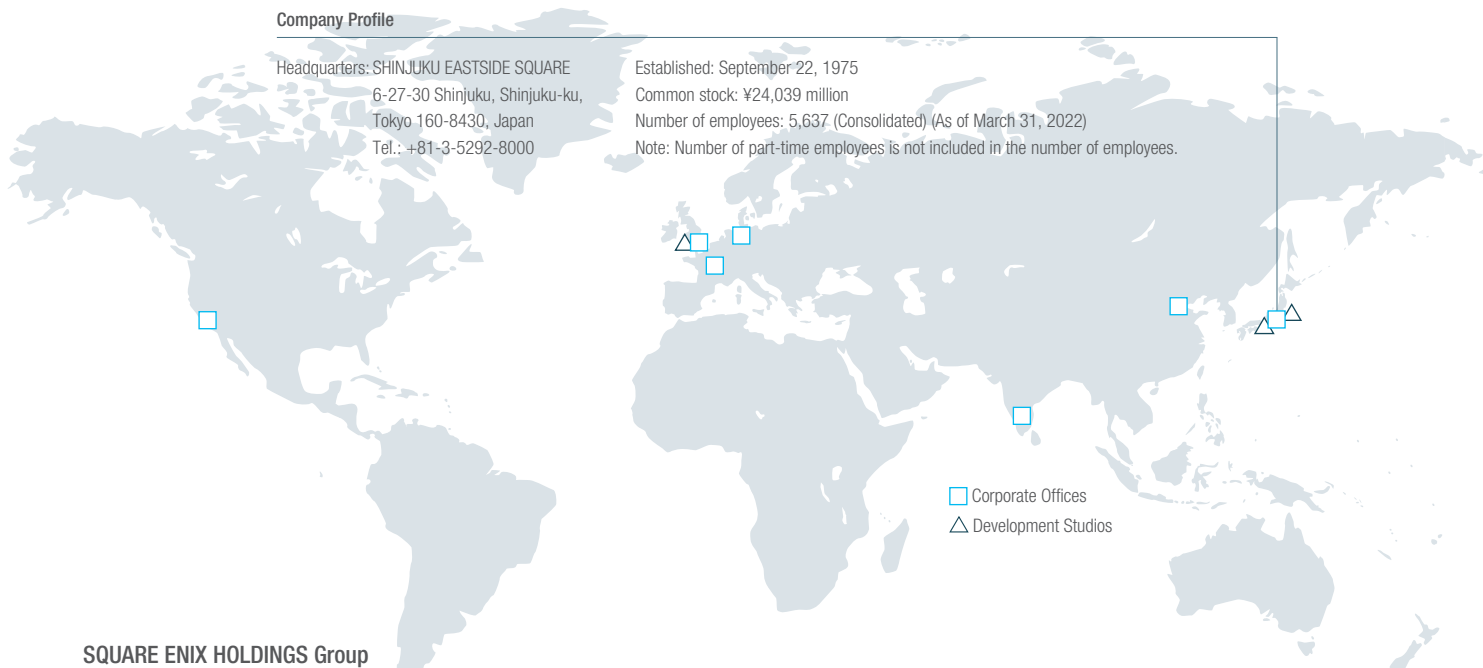 Company Profile
Headquarters: SHINJUKU EASTSIDE SQUARE
6-27-30 Shinjuku, Shinjuku-ku,
Tokyo 160-8430, Japan
Tel.: +81-3-5292-8000
Established: September 22, 1975
Common stock: ¥24,039 million
Number of employees: 5,637 (Consolidated) (As of March 31, 2022)
Note: Number of part-time employees is not included in the number of employees.
Corporate Offices
Development Studios
SQUARE ENIX HOLDINGS Group